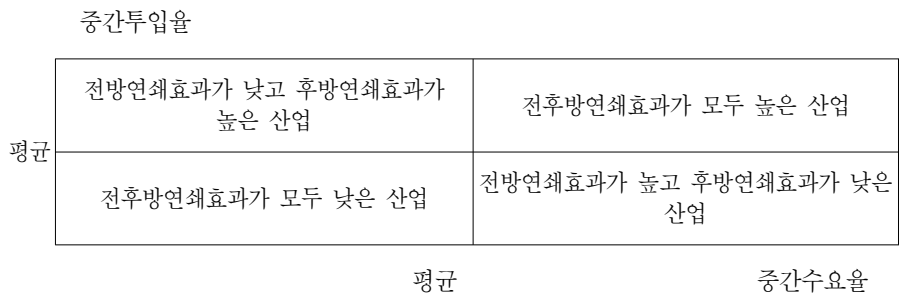 중간투입율
전방연쇄효과가 낮고 후방연쇄효과가
높은 산업
전후방연쇄효과가 모두 높은 산업
평균
전후방연쇄효과가 모두 낮은 산업
전방연쇄효과가 높고 후방연쇄효과가 낮은
산업
평균
중간수요율